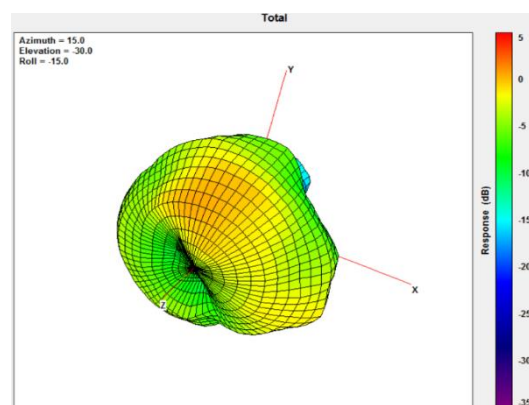 Total
Azimuth = 15.0
Elevation = -30.0
Roll = -15.0
Y
X
Z
5
0
-5
-10
-15
-20
-25
-30
-35
Response (dB)